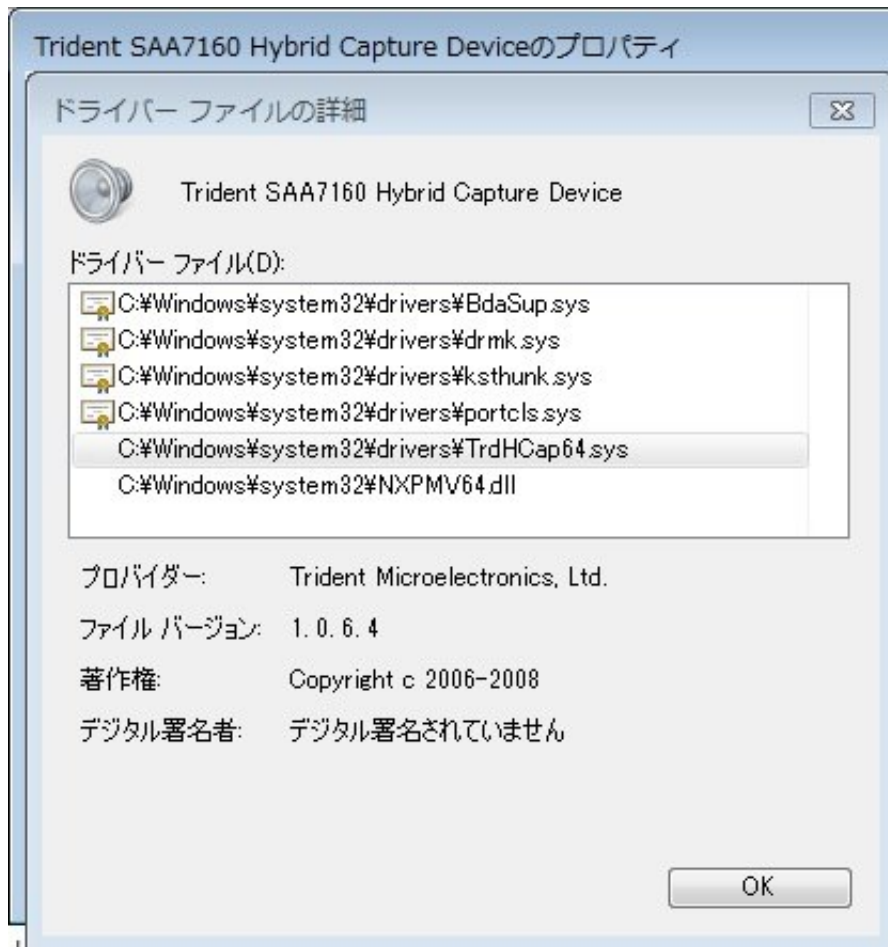 Trident SAA7160 Hybrid Capture Deviceのプロパティ
ドライバー ファイルの詳細
Trident SAA7160 Hybrid Capture Device
ドライバー ファイル(D):
C:¥Windows¥system32¥drivers¥BdaSup.sys
C:¥Windows¥system32¥drivers¥drmk.sys
C:¥Windows¥system32¥drivers¥ksthunk.sys
C:¥Windows¥system32¥drivers¥portcls.sys
C:¥Windows¥system32¥drivers¥TrdHCap64.sys
C:¥Windows¥system32¥NXPMV64.dll
プロバイダー: Trident Microelectronics, Ltd.
ファイル バージョン: 1. 0. 6. 4
著作権: Copyright c 2006-2008
デジタル署名者: デジタル署名されていません
OK